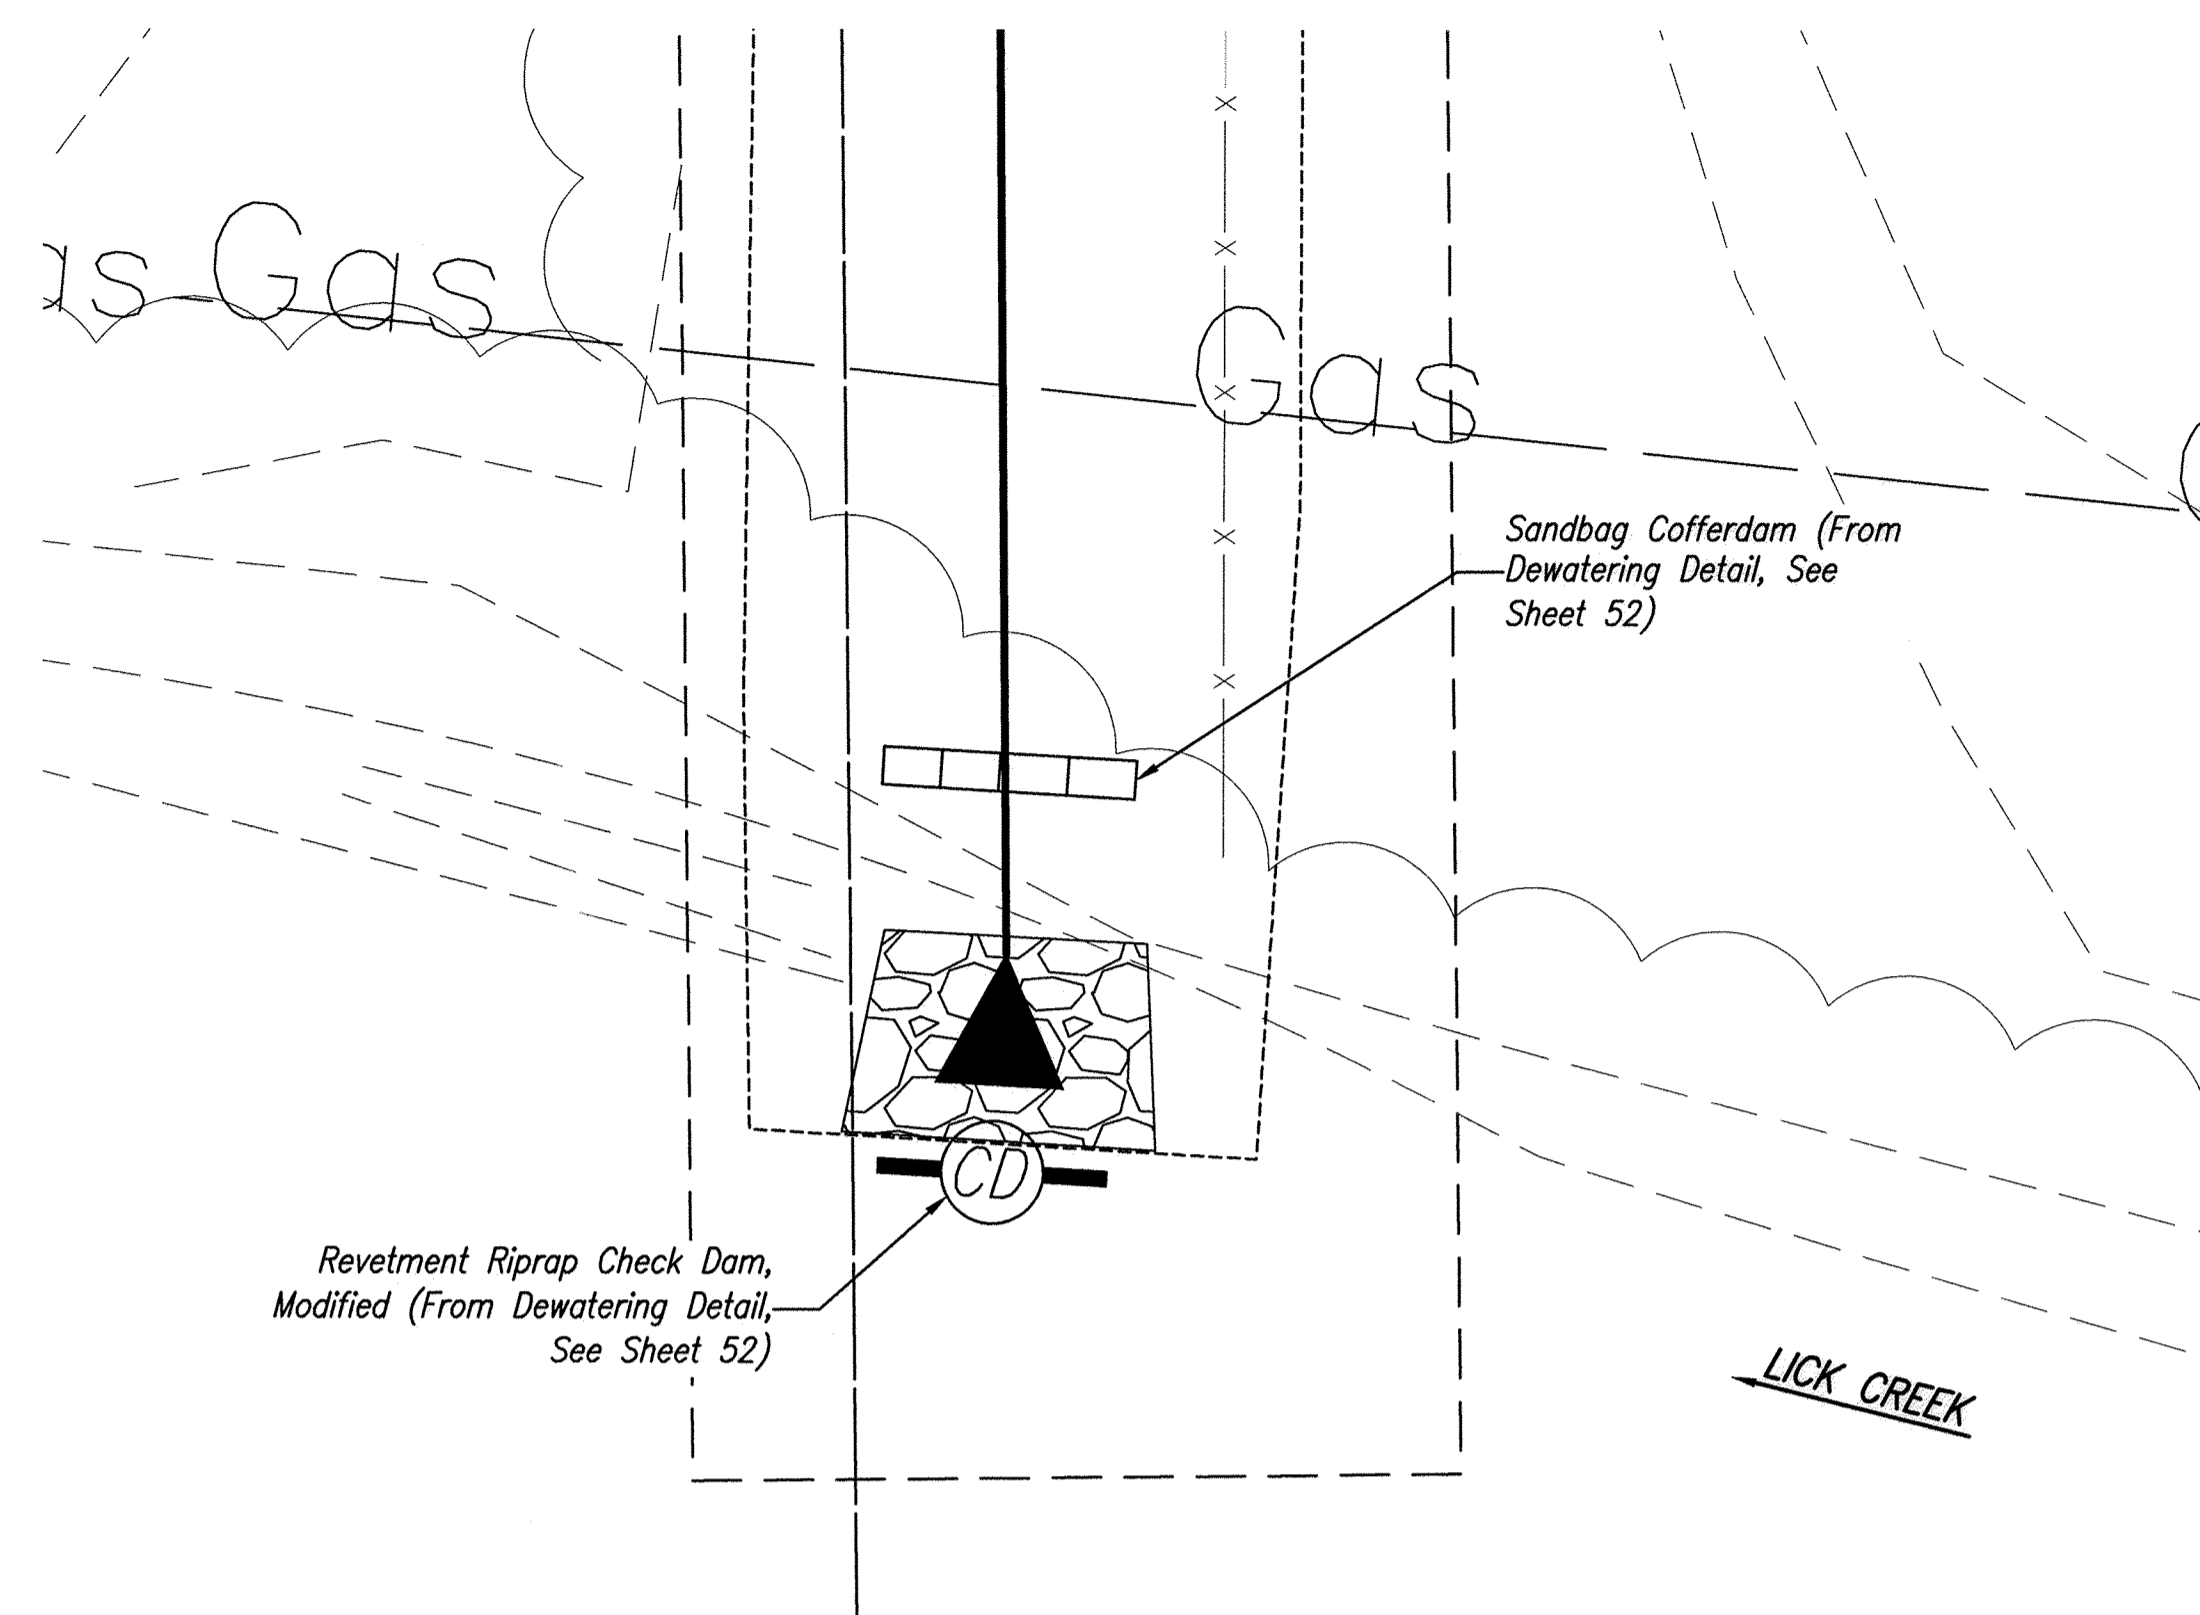 as Gas
Gas
Sandbag Cofferdam (From
Dewatering Detail, See
Sheet 52)
CD
Revetment Riprap Check Dam,
Modified (From Dewatering Detail,
See Sheet 52)
LICK CREEK